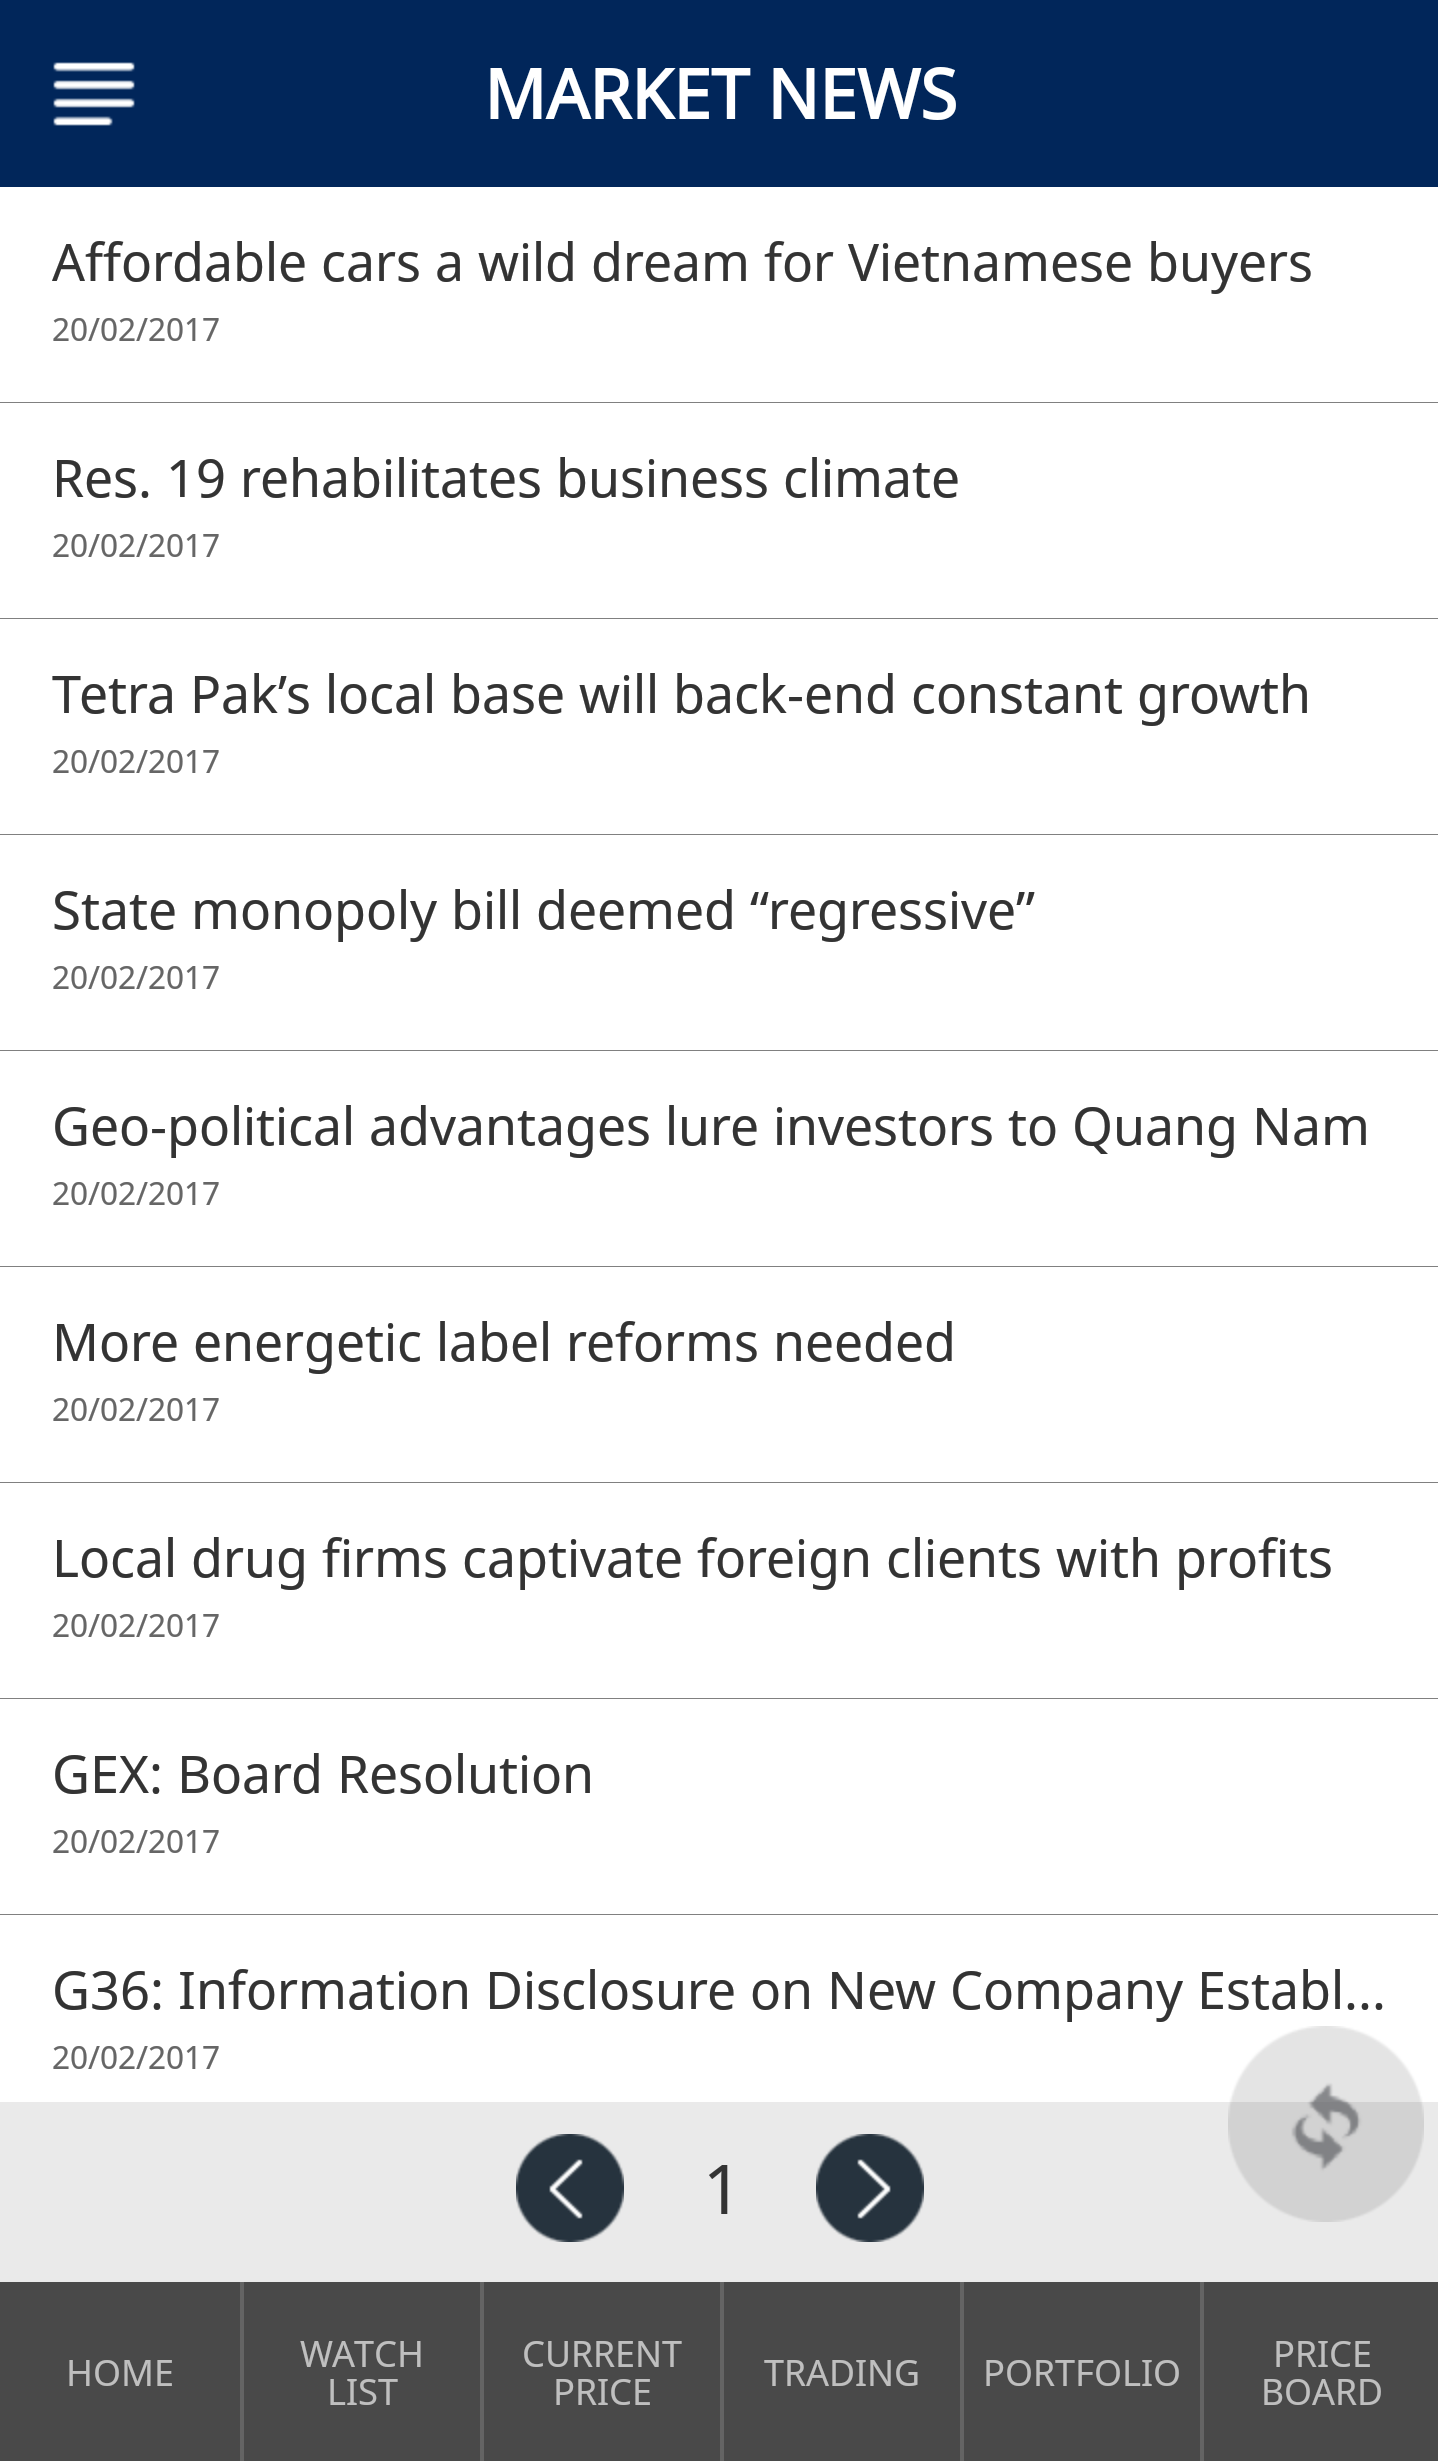 MARKET NEWS
Affordable cars a wild dream for Vietnamese buyers
20/02/2017
Res. 19 rehabilitates business climate
20/02/2017
Tetra Pak’s local base will back-end constant growth
20/02/2017
State monopoly bill deemed “regressive”
20/02/2017
Geo-political advantages lure investors to Quang Nam
20/02/2017
More energetic label reforms needed
20/02/2017
Local drug firms captivate foreign clients with profits
20/02/2017
GEX: Board Resolution
20/02/2017
G36: Information Disclosure on New Company Establ...
20/02/2017
1
HOME
WATCH
LIST
CURRENT
PRICE
TRADING
PORTFOLIO
PRICE
BOARD